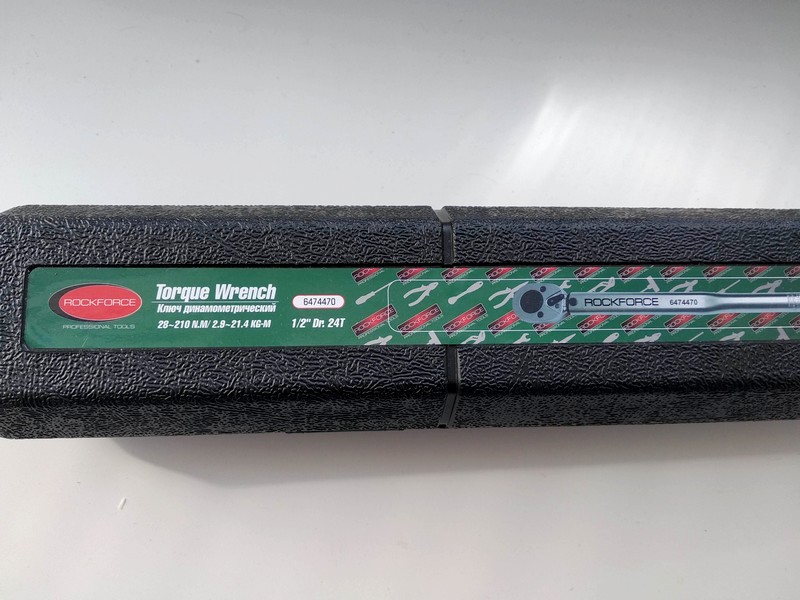 ROCKFORCE
PROFESSIONAL TOOLS
Torque Wrench
Ключ динамометрический
28~210 N.M/ 2.9~21.4 KG-M
6474470
1/2" Dr. 24T
ROCKFORCE 6474470